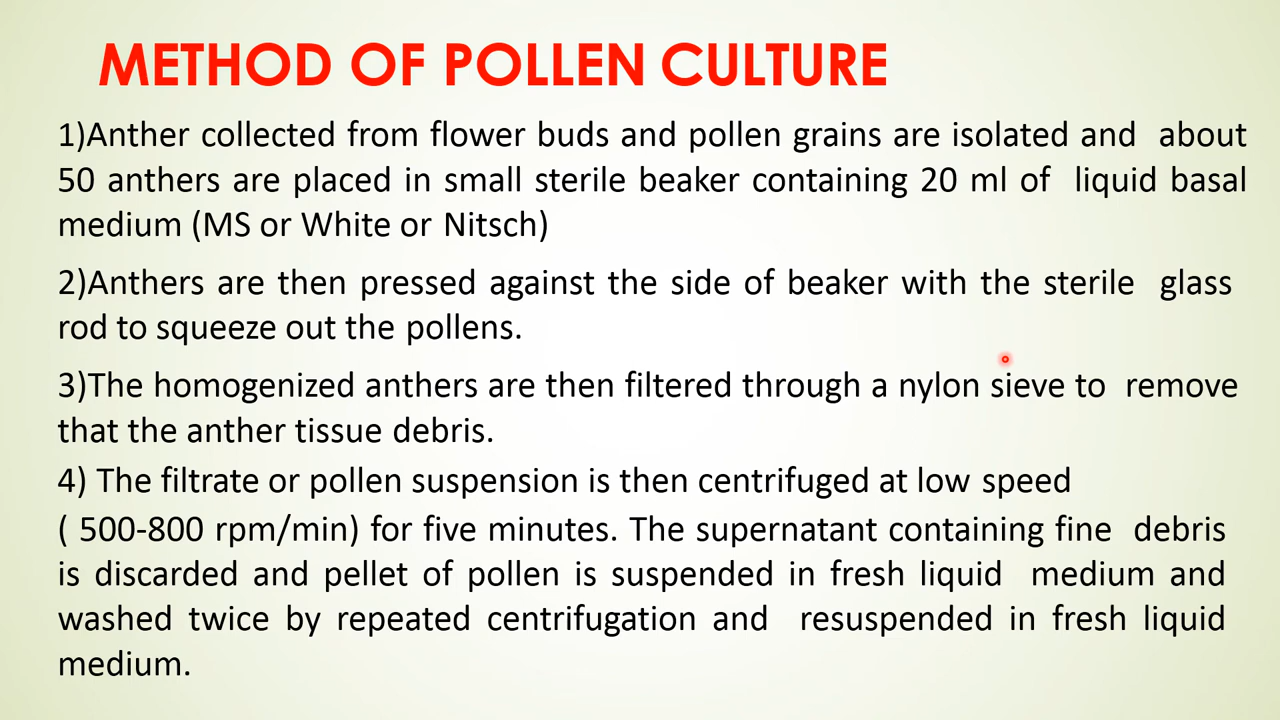 METHOD OF POLLEN CULTURE
1)Anther collected from flower buds and pollen grains are isolated and about
50 anthers are placed in small sterile beaker containing 20 ml of liquid basal
medium (MS or White or Nitsch)
2)Anthers are then pressed against the side of beaker with the sterile glass
rod to squeeze out the pollens.
3)The homogenized anthers are then filtered through a nylon sieve to remove
that the anther tissue debris.
4) The filtrate or pollen suspension is then centrifuged at low speed
( 500-800 rpm/min) for five minutes. The supernatant containing fine debris
is discarded and pellet of pollen is suspended in fresh liquid medium and
washed twice by repeated centrifugation and resuspended in fresh liquid
medium.